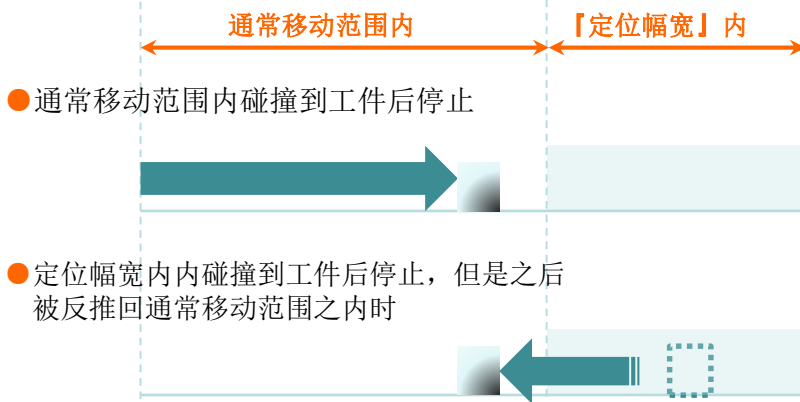 通常移动范围内
『定位幅宽』内
●通常移动范围内碰撞到工件后停止
●定位幅宽内内碰撞到工件后停止，但是之后
被反推回通常移动范围之内时